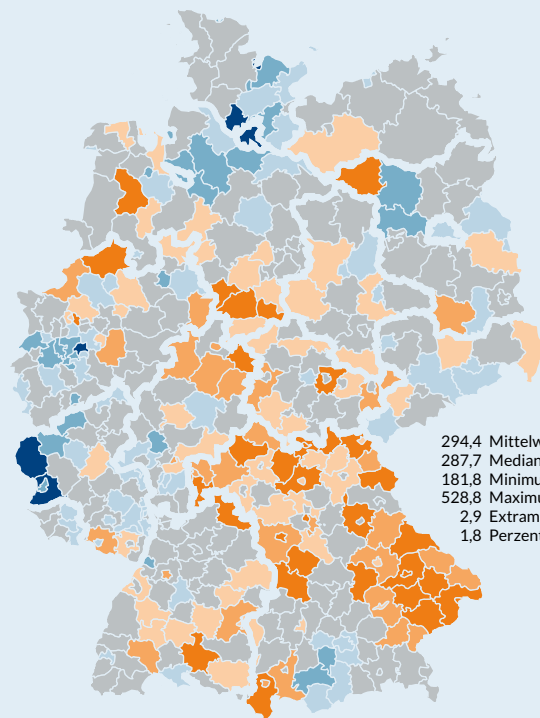 294,4 Mittelw
287,7 Median
181,8 Minimu
528,8 Maximu
2,9 Extram
1,8 Perzent